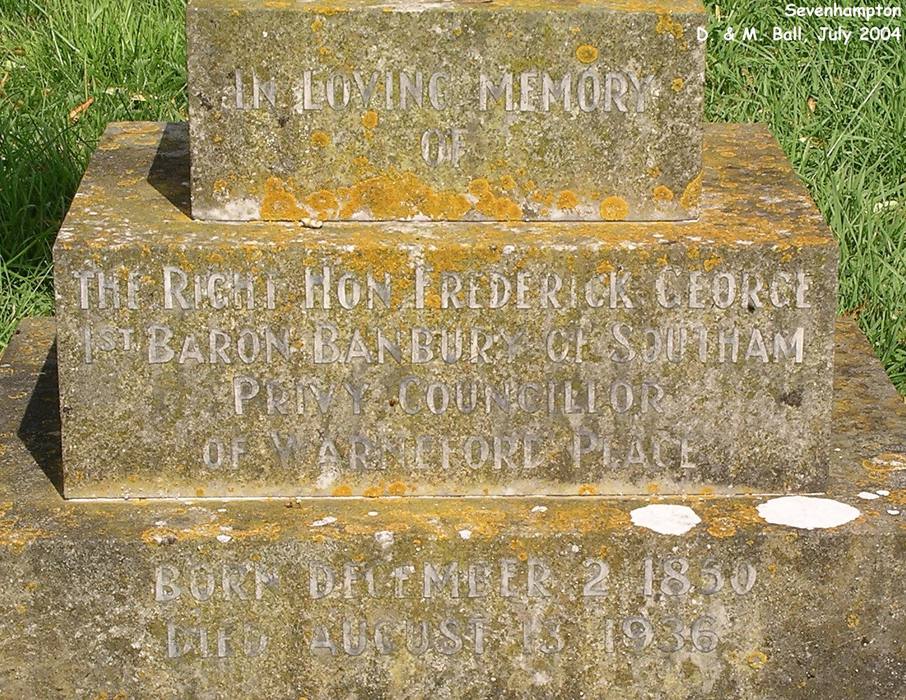 Sevenhampton
D. & M. Ball, July 2004
IN LOVING MEMORY
OF
THE RIGHT HON FREDERICK GEORGE
1ST BARON BANBURY OF SOUTHAM
PRIVY COUNCILLOR
OF WARNEFORD PLACE
BORN DECEMBER 2 1850
DIED AUGUST 13 1936